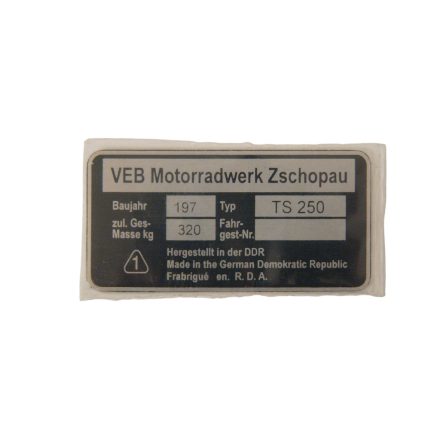 VEB Motorradwerk Zschopau
Baujahr 197 Typ TS 250
zul. Ges- 320 Fahr-
Masse kg gest-Nr.
1 Hergestellt in der DDR
Made in the German Demokratic Republic
Frabriguė en. R. D. A.